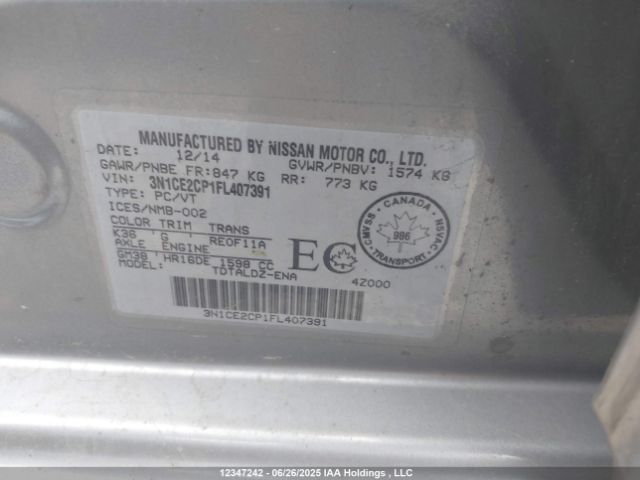 MANUFACTURED BY NISSAN MOTOR CO., LTD.
DATE: 12/14 GVWR/PNBV: 1574 KG
GAWR/PNBE FR: 847 KG RR: 773 KG
VIN: 3N1CE2CP1FL407391
TYPE: PC/VT
ICES/NMB-002
COLOR TRIM TRANS
K36 G RE0F11A
AXLE ENGINE
GM38 HR16DE 1598 CC
MODEL: TDTALDZ-ENA
4Z000
EC
CANADA
CMVSS NSVAC
986
TRANSPORT
3N1CE2CP1FL407391
12347242 - 06/26/2025 IAA Holdings , LLC